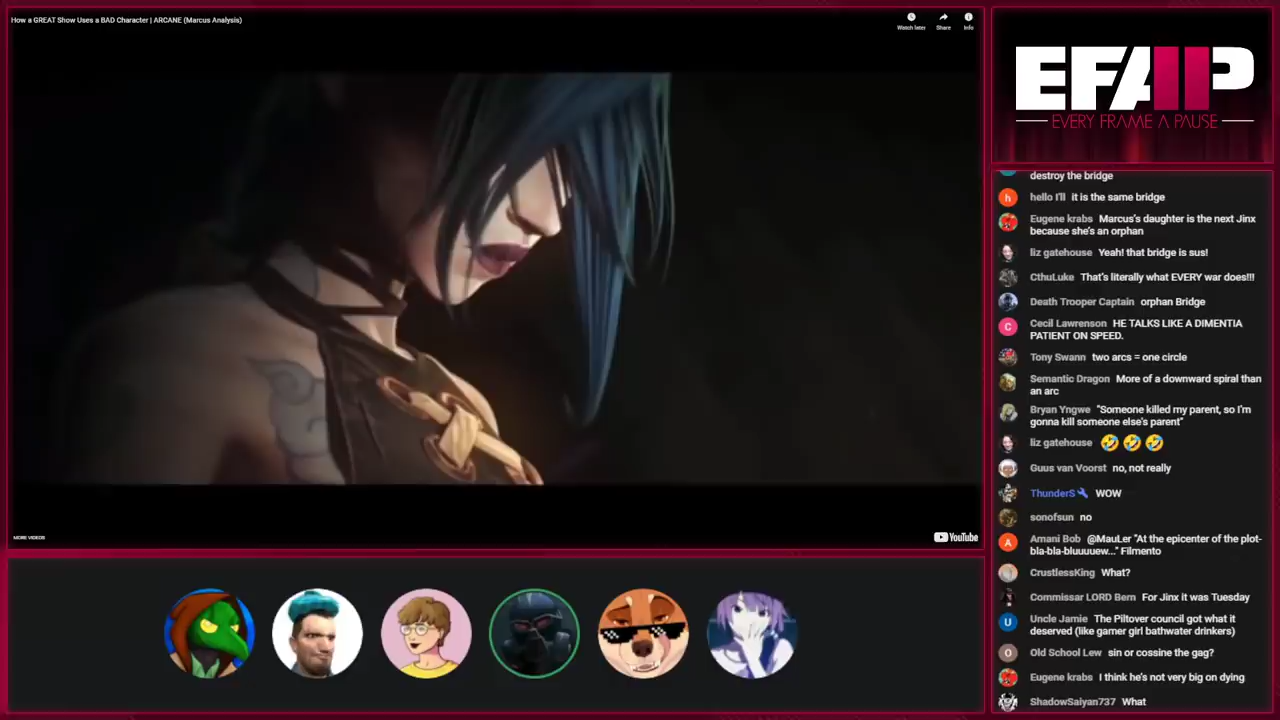 How a GREAT Show Uses a BAD Character | ARCANE (Marcus Analysis)
Watch later
Share
Info
MORE VIDEOS
YouTube
EFAP
EVERY FRAME A PAUSE
destroy the bridge
hello I'll it is the same bridge
Eugene krabs Marcus's daughter is the next Jinx
because she's an orphan
liz gatehouse Yeah! that bridge is sus!
CthuLuke That's literally what EVERY war does!!!
Death Trooper Captain orphan Bridge
Cecil Lawrenson HE TALKS LIKE A DIMENTIA
PATIENT ON SPEED.
Tony Swann two arcs = one circle
Semantic Dragon More of a downward spiral than
an arc
Bryan Yngwe “Someone killed my parent, so I'm
gonna kill someone else's parent”
liz gatehouse 🤣 🤣 🤣
Guus van Voorst no, not really
ThunderS WOW
sonofsun no
Amani Bob @MauLer "At the epicenter of the plot-
bla-bla-bluuuuew..." Filmento
CrustlessKing What?
Commissar LORD Bern For Jinx it was Tuesday
Uncle Jamie The Piltover council got what it
deserved (like gamer girl bathwater drinkers)
Old School Lew sin or cossine the gag?
Eugene krabs I think he's not very big on dying
ShadowSaiyan737 What